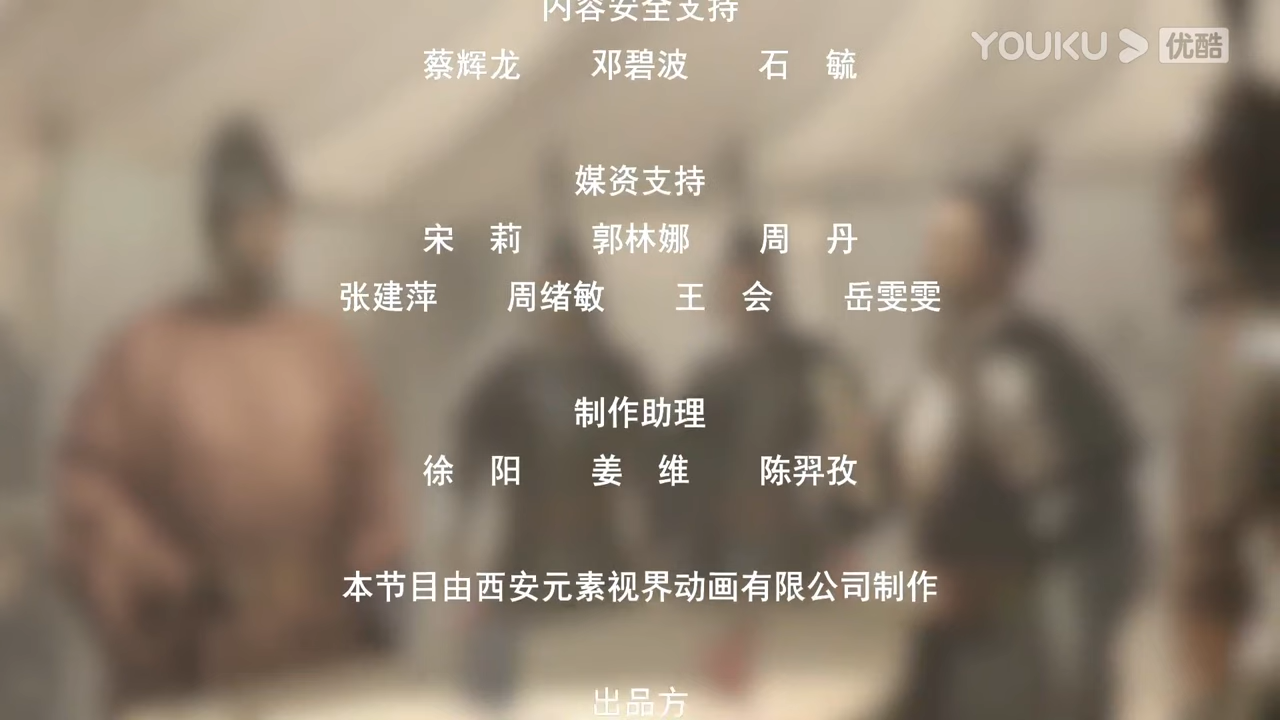 内容安全支持
YOUKU 优酷
蔡辉龙 邓碧波 石 毓
媒资支持
宋 莉 郭林娜 周 丹
张建萍 周绪敏 王 会 岳雯雯
制作助理
徐 阳 姜 维 陈羿孜
本节目由西安元素视界动画有限公司制作
出品方